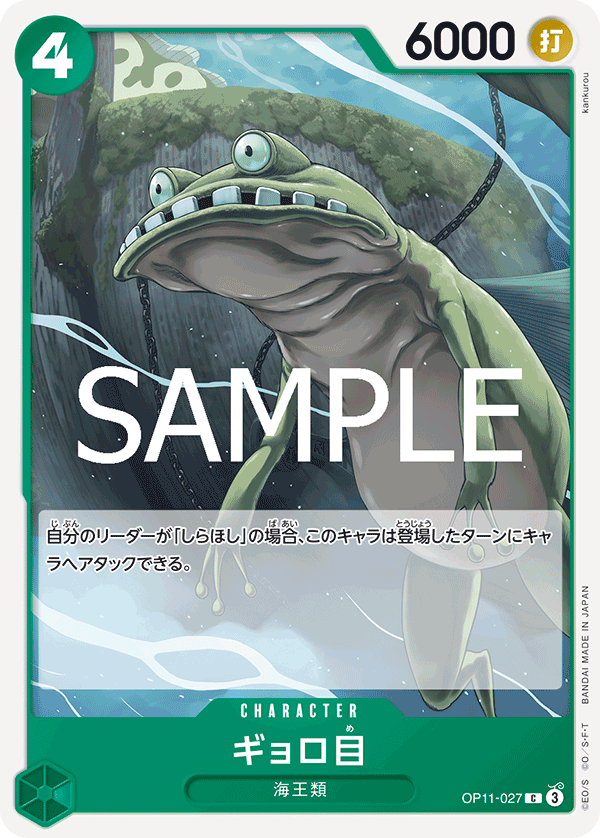 4
6000
打
kankurou
SAMPLE
自分のリーダーが「しらほし」の場合、このキャラは登場したターンにキャ
ラへアタックできる。
CHARACTER
ギョロ目
海王類
OP11-027 C 3
©EO/S ©O/S・F・T BANDAI MADE IN JAPAN